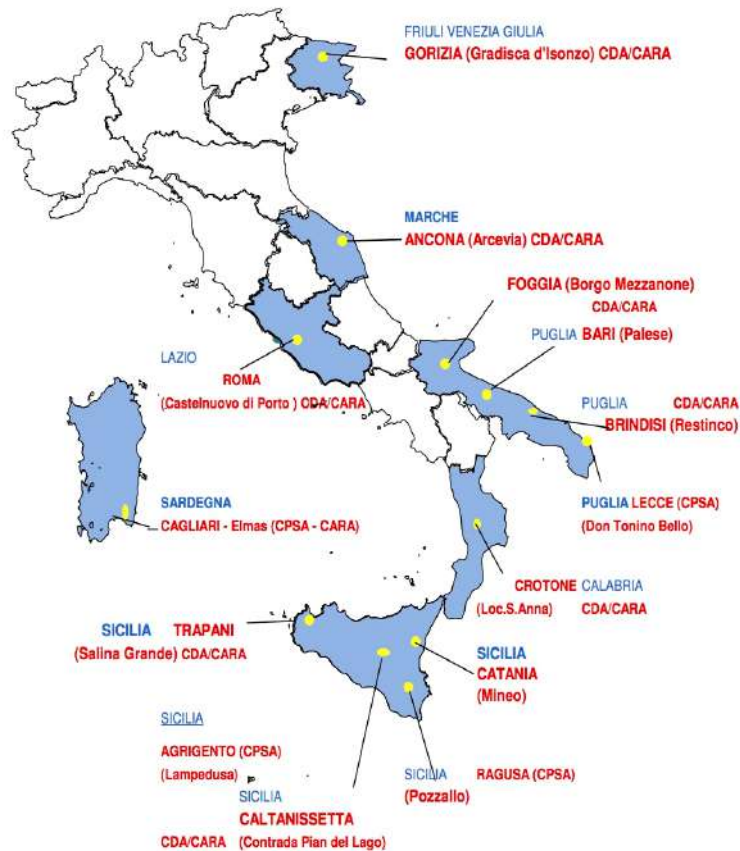 FRIULI VENEZIA GIULIA
GORIZIA (Gradisca d'Isonzo) CDA/CARA
MARCHE
ANCONA (Arcevia) CDA/CARA
FOGGIA (Borgo Mezzanone)
CDA/CARA
PUGLIA BARI (Palese)
LAZIO
ROMA
(Castelnuovo di Porto ) CDA/CARA
PUGLIA CDA/CARA
BRINDISI (Restinco)
SARDEGNA
CAGLIARI - Elmas (CPSA - CARA)
PUGLIA LECCE (CPSA)
(Don Tonino Bello)
CROTONE CALABRIA
(Loc.S.Anna) CDA/CARA
SICILIA TRAPANI
(Salina Grande) CDA/CARA
SICILIA
CATANIA
(Mineo)
SICILIA
AGRIGENTO (CPSA)
(Lampedusa)
SICILIA RAGUSA (CPSA)
(Pozzallo)
SICILIA
CALTANISSETTA
CDA/CARA (Contrada Pian del Lago)